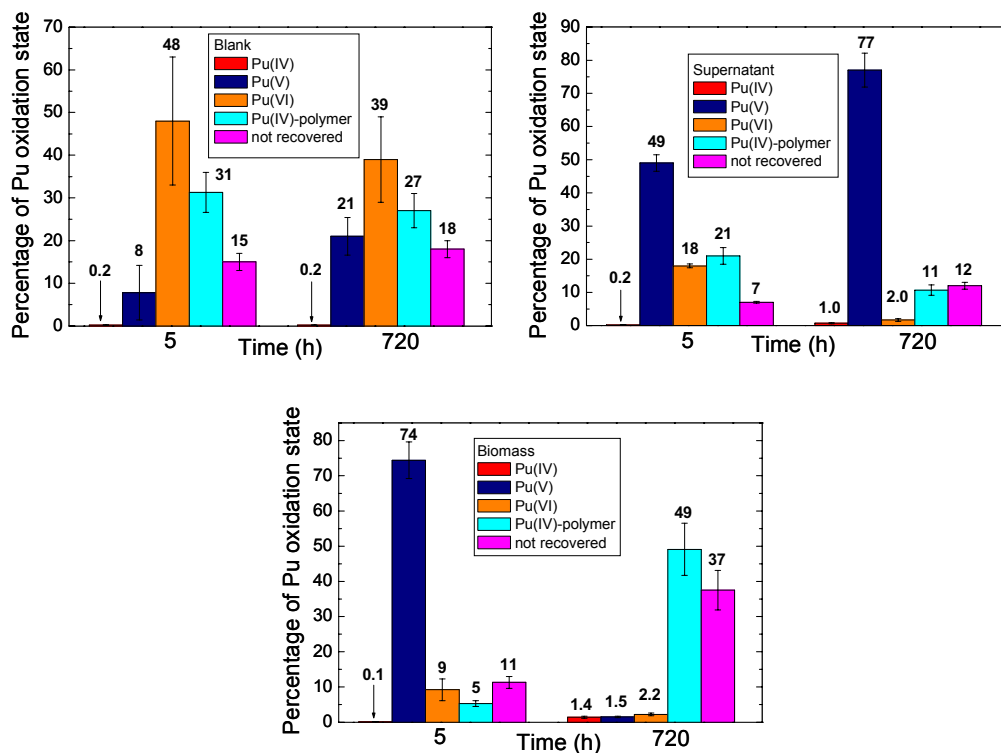 Percentage of Pu oxidation state
70
60
50
40
30
20
10
0
Blank
Pu(IV)
Pu(V)
Pu(VI)
Pu(IV)-polymer
not recovered
0.2
8
48
31
15
0.2
21
39
27
18
5
Time (h)
720
Percentage of Pu oxidation state
90
80
70
60
50
40
30
20
10
0
Supernatant
Pu(IV)
Pu(V)
Pu(VI)
Pu(IV)-polymer
not recovered
0.2
49
18
21
7
1.0
77
2.0
11
12
5
Time (h)
720
Percentage of Pu oxidation state
80
70
60
50
40
30
20
10
0
Biomass
Pu(IV)
Pu(V)
Pu(VI)
Pu(IV)-polymer
not recovered
0.1
74
9
5
11
1.4
1.5
2.2
49
37
5
Time (h)
720